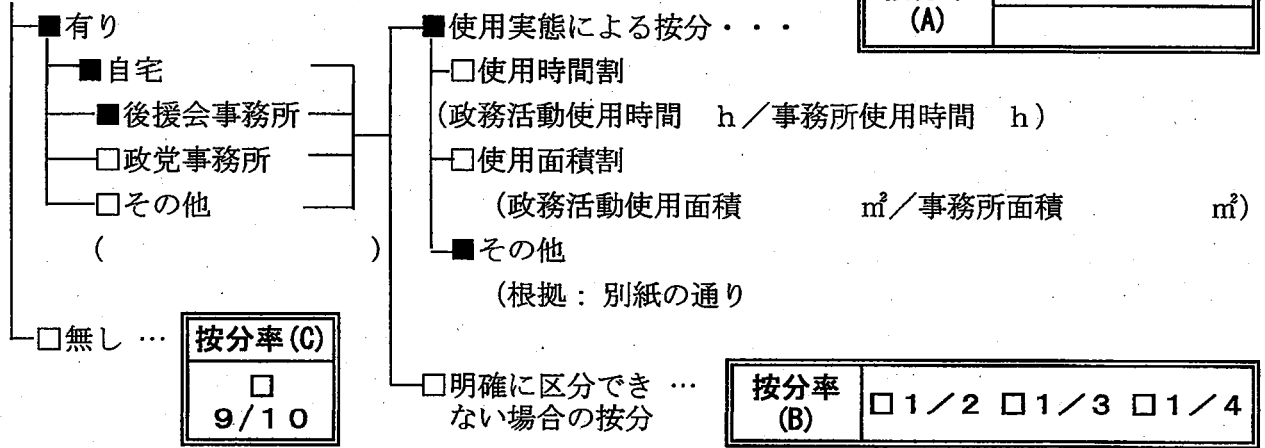 ■有り
■使用実態による按分・・・
(A)
■自宅
□使用時間割
■後援会事務所
(政務活動使用時間 h/事務所使用時間 h)
□政党事務所
□使用面積割
□その他
(政務活動使用面積 ㎡/事務所面積 ㎡)
( )
■その他
(根拠:別紙の通り
□無し … 按分率(C)
□
9/10
□明確に区分でき …
ない場合の按分
按分率
(B)
□1/2 □1/3 □1/4